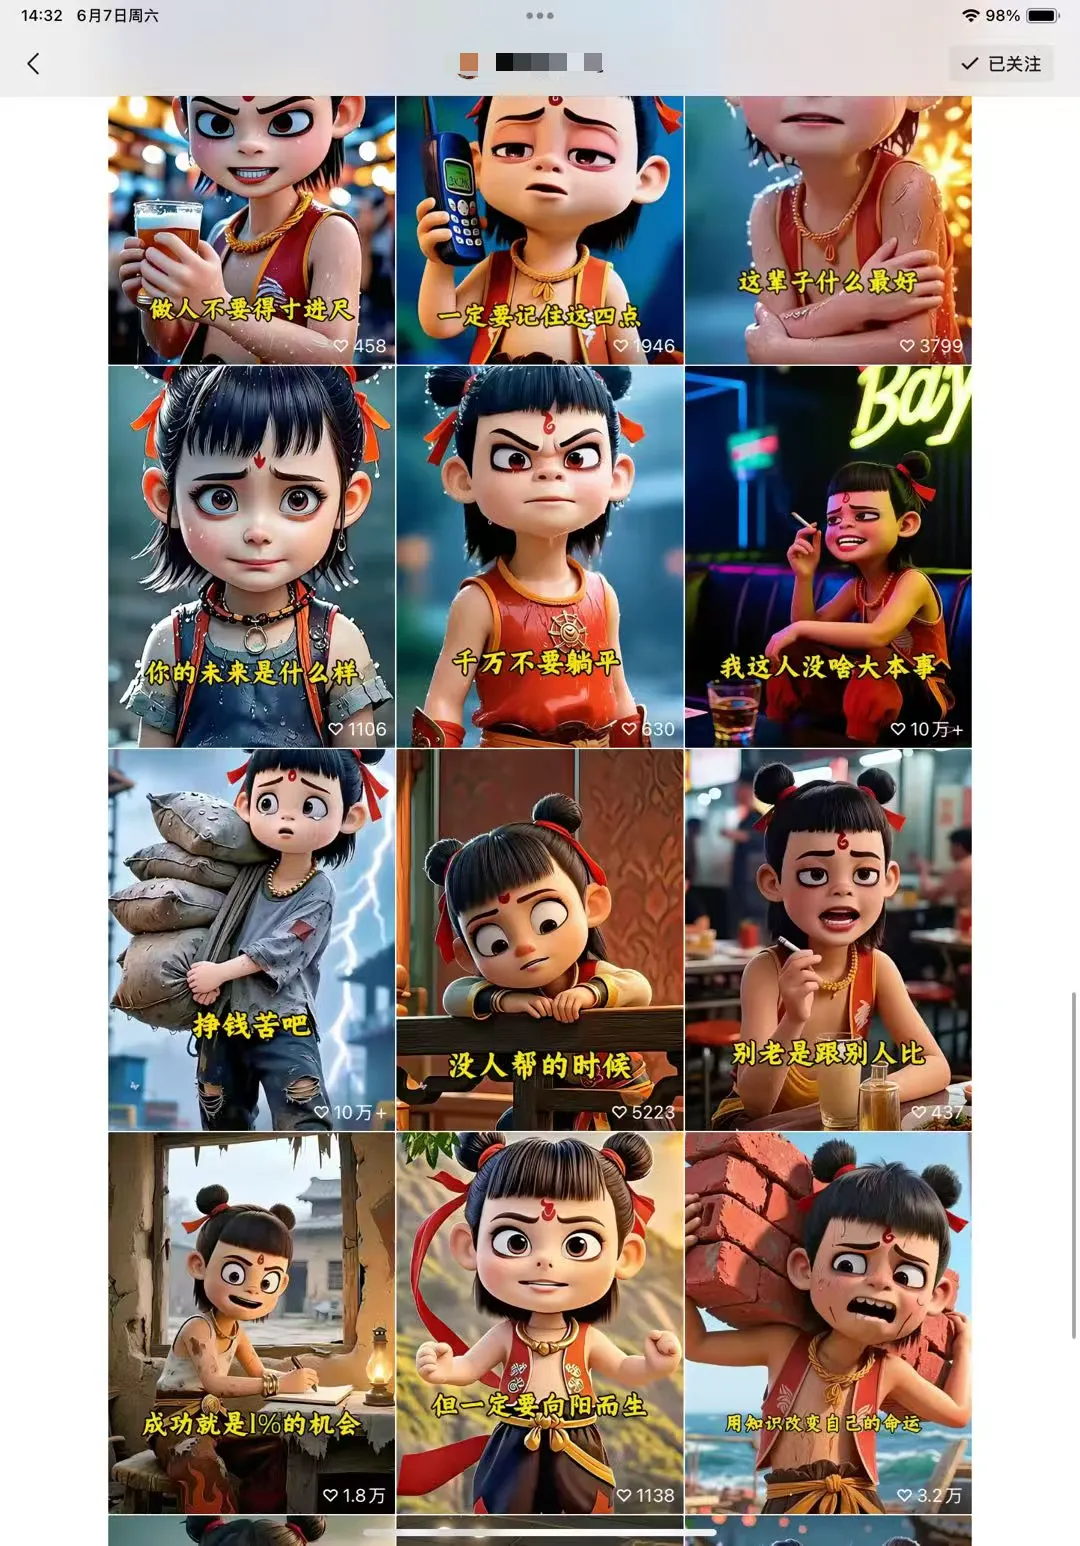 14:32 6月7日周六
98%
已关注
做人不要得寸进尺
458
一定要记住这四点
1946
这辈子什么最好
3799
你的未来是什么样
1106
千万不要躺平
630
Bay
我这人没啥大本事
10万+
挣钱苦吧
10万+
没人帮的时候
5223
别老是跟别人比
437
成功就是1%的机会
1.8万
但一定要向阳而生
1138
用知识改变自己的命运
3.2万